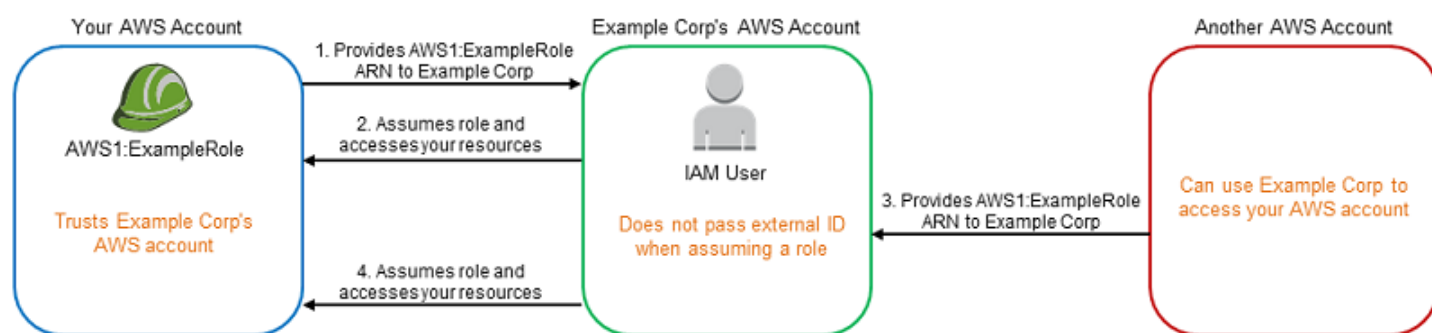 Your AWS Account
AWS1:ExampleRole
Trusts Example Corp's
AWS account
1. Provides AWS1:ExampleRole
ARN to Example Corp
2. Assumes role and
accesses your resources
4. Assumes role and
accesses your resources
Example Corp's AWS Account
IAM User
Does not pass external ID
when assuming a role
3. Provides AWS1:ExampleRole
ARN to Example Corp
Another AWS Account
Can use Example Corp to
access your AWS account